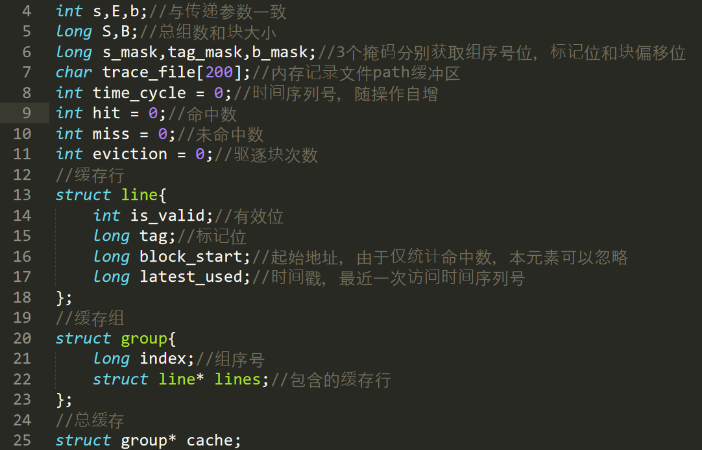 4 int s,E,b;//与传递参数一致
5 long S,B;//总组数和块大小
6 long s_mask,tag_mask,b_mask;//3个掩码分别获取组序号位，标记位和块偏移位
7 char trace_file[200];//内存记录文件path缓冲区
8 int time_cycle = 0;//时间序列号，随操作自增
9 int hit = 0;//命中数
10 int miss = 0;//未命中数
11 int eviction = 0;//驱逐块次数
12 //缓存行
13 struct line{
14 int is_valid;//有效位
15 long tag;//标记位
16 long block_start;//起始地址，由于仅统计命中数，本元素可以忽略
17 long latest_used;//时间戳，最近一次访问时间序列号
18 };
19 //缓存组
20 struct group{
21 long index;//组序号
22 struct line* lines;//包含的缓存行
23 };
24 //总缓存
25 struct group* cache;